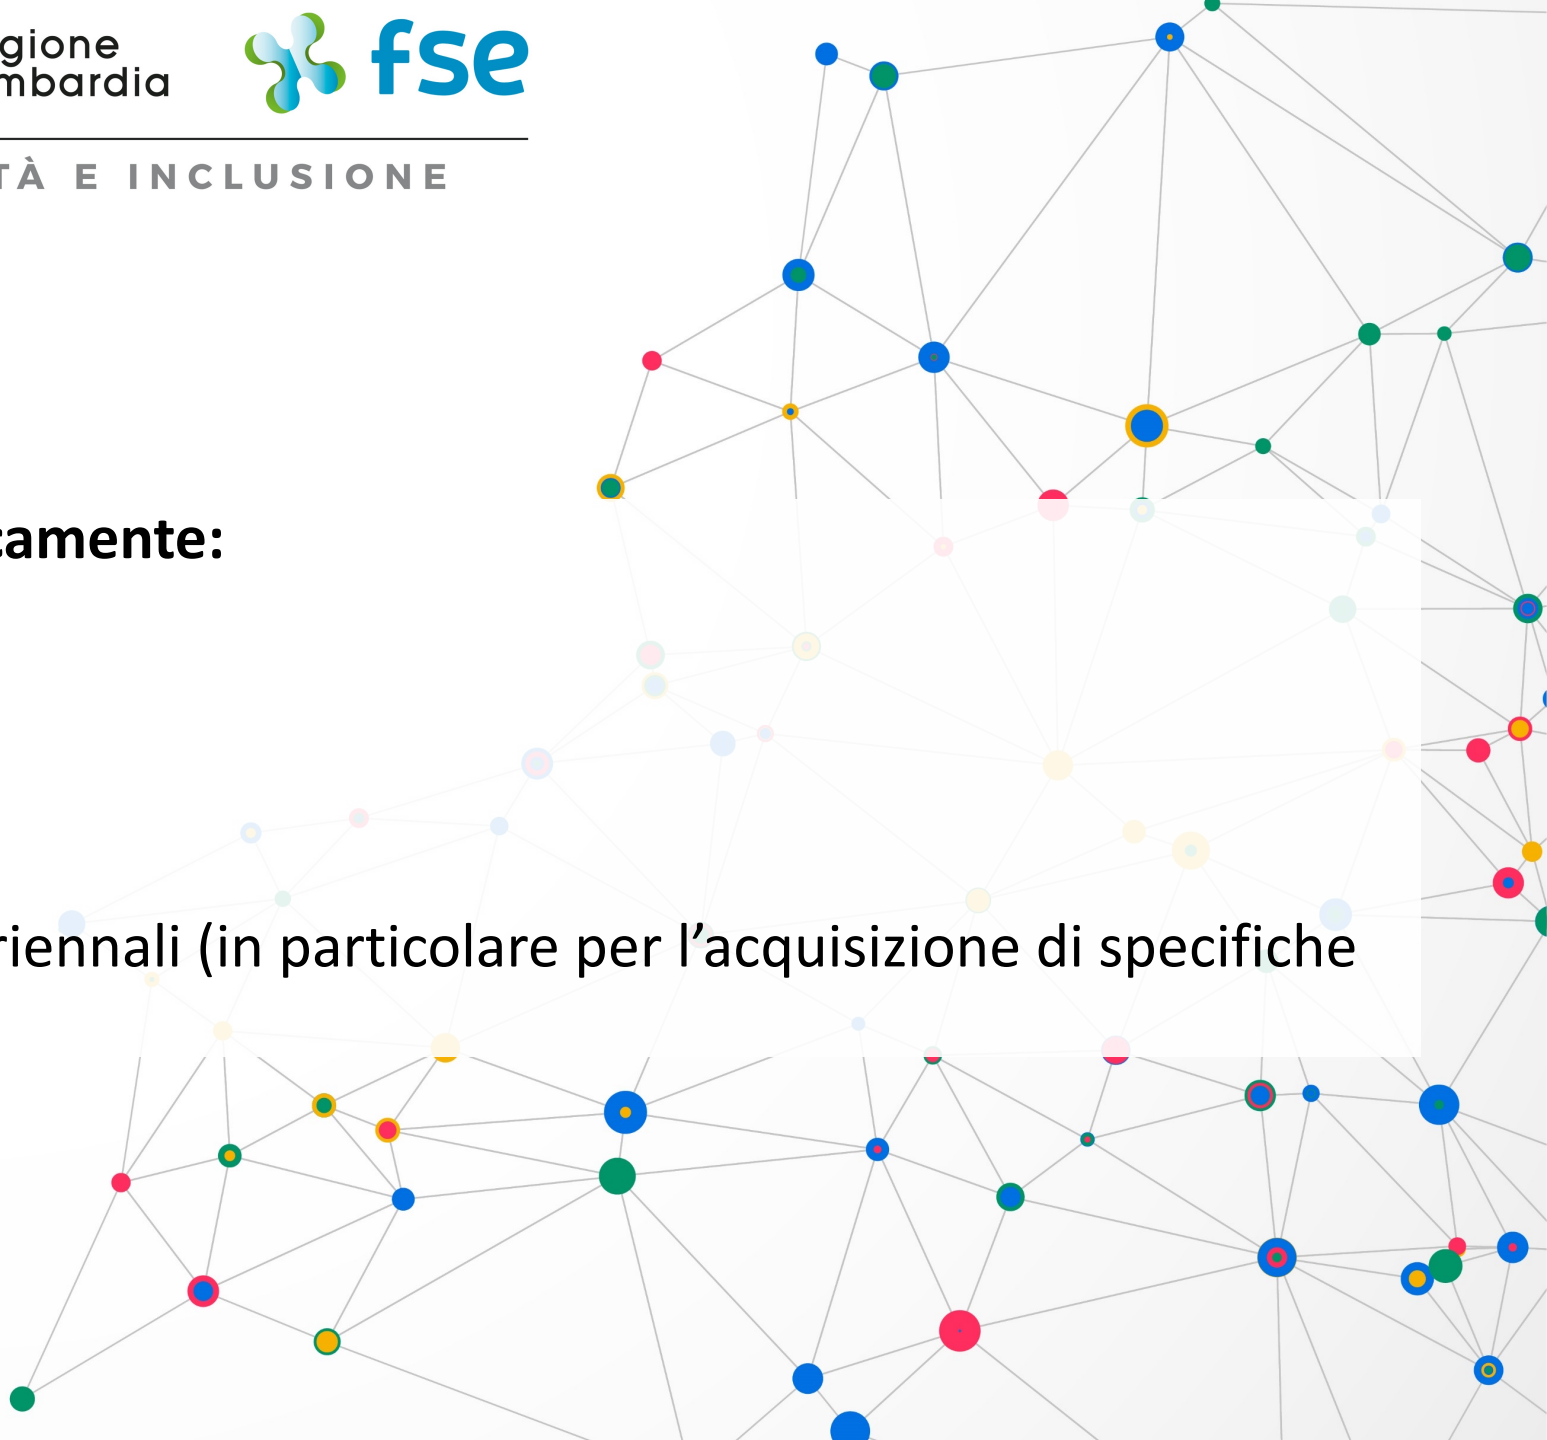 gione
mbardia
fse
TÀ E INCLUSIONE
camente:
riennali (in particolare per l’acquisizione di specifiche